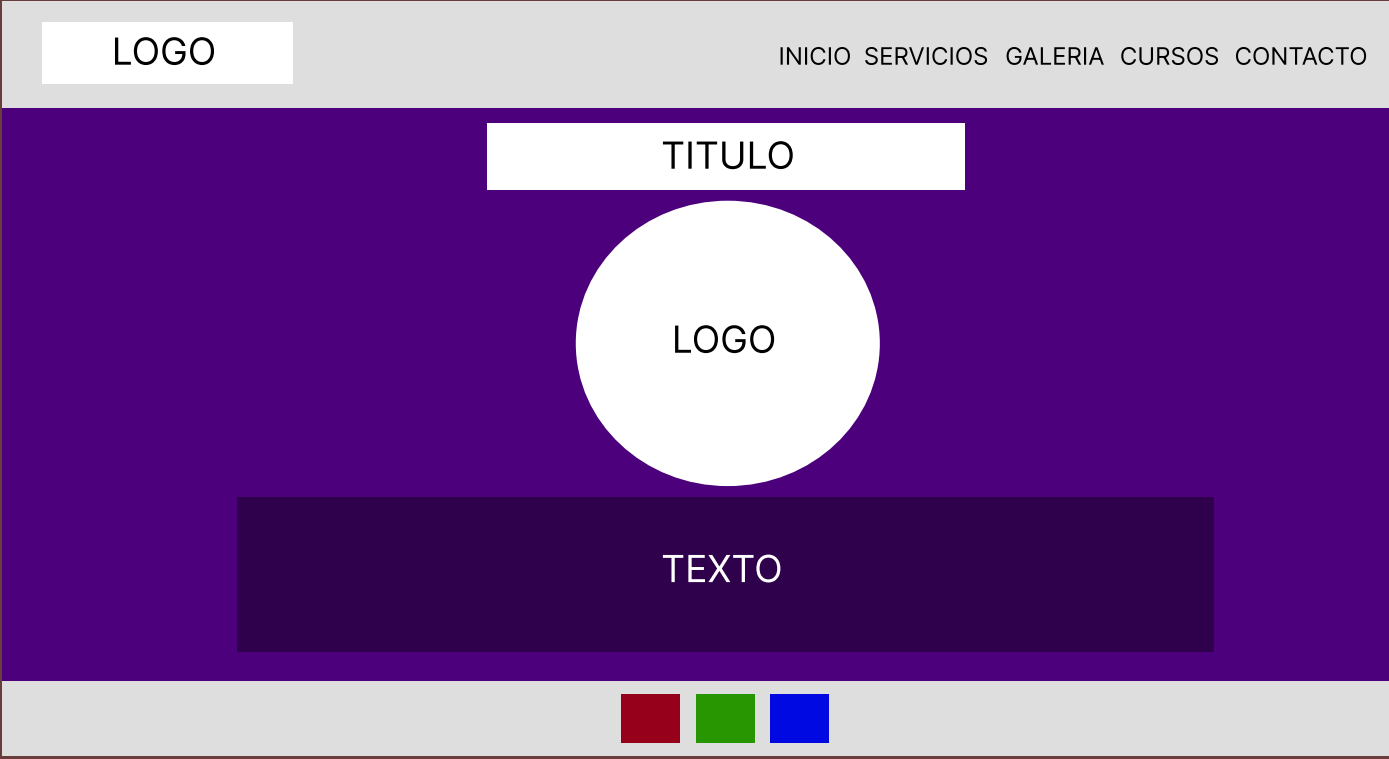 LOGO
INICIO SERVICIOS GALERIA CURSOS CONTACTO
TITULO
LOGO
TEXTO